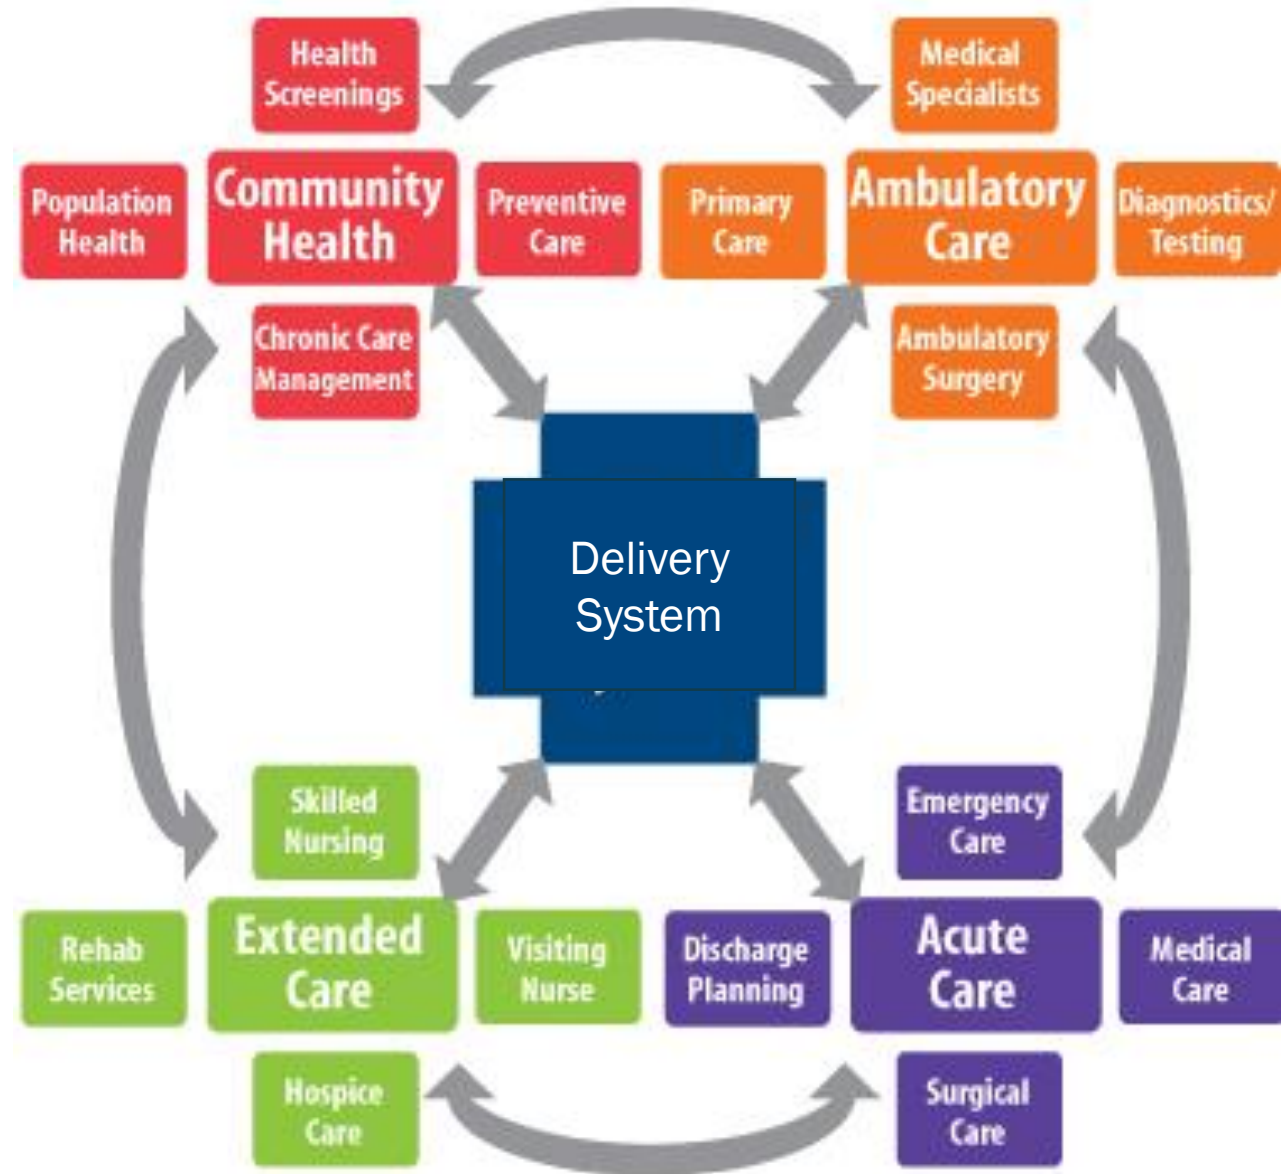 Health
Screenings
Population
Health
Community
Health
Preventive
Care
Chronic Care
Management
Medical
Specialists
Primary
Care
Ambulatory
Care
Diagnostics/
Testing
Ambulatory
Surgery
Delivery
System
Skilled
Nursing
Rehab
Services
Extended
Care
Visiting
Nurse
Hospice
Care
Emergency
Care
Discharge
Planning
Acute
Care
Medical
Care
Surgical
Care